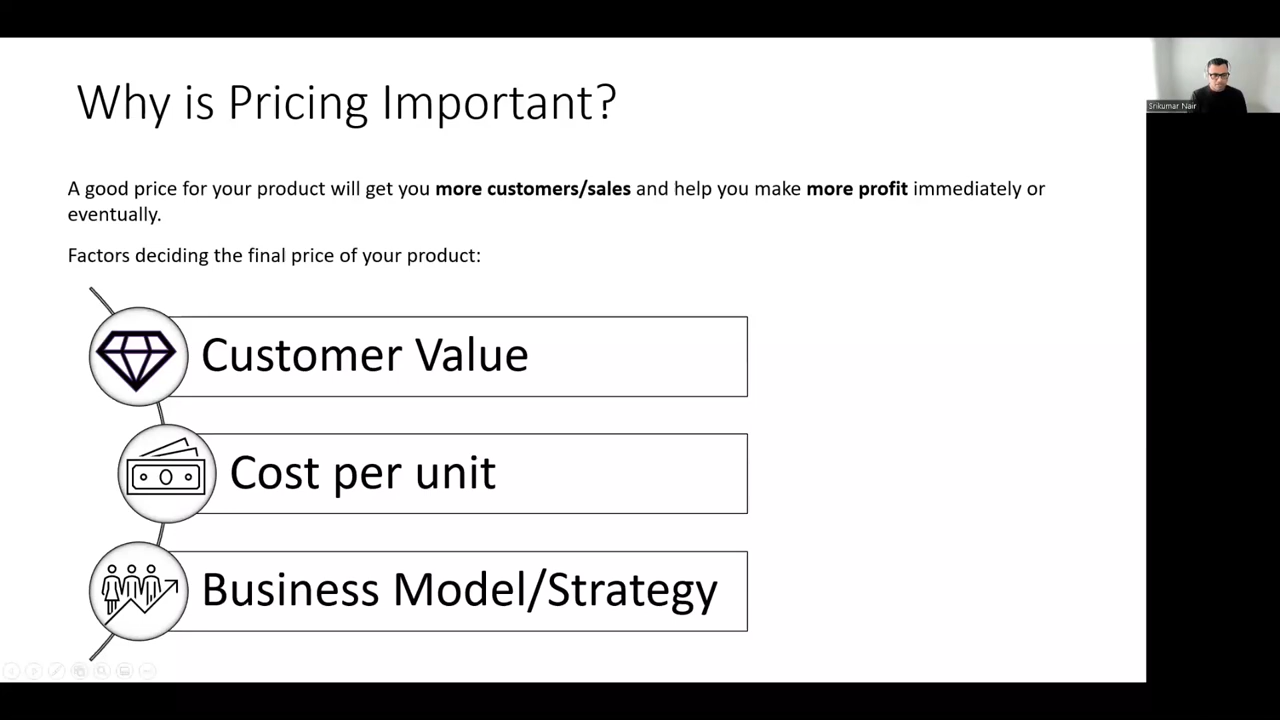 Why is Pricing Important?
Srikumar Nair
A good price for your product will get you more customers/sales and help you make more profit immediately or
eventually.
Factors deciding the final price of your product:
Customer Value
Cost per unit
Business Model/Strategy